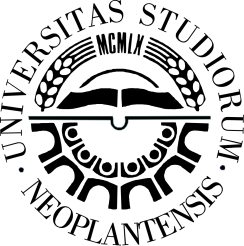 · UNIVERSITAS STUDIORUM ·
MCMLX
NEOPLANTENSIS